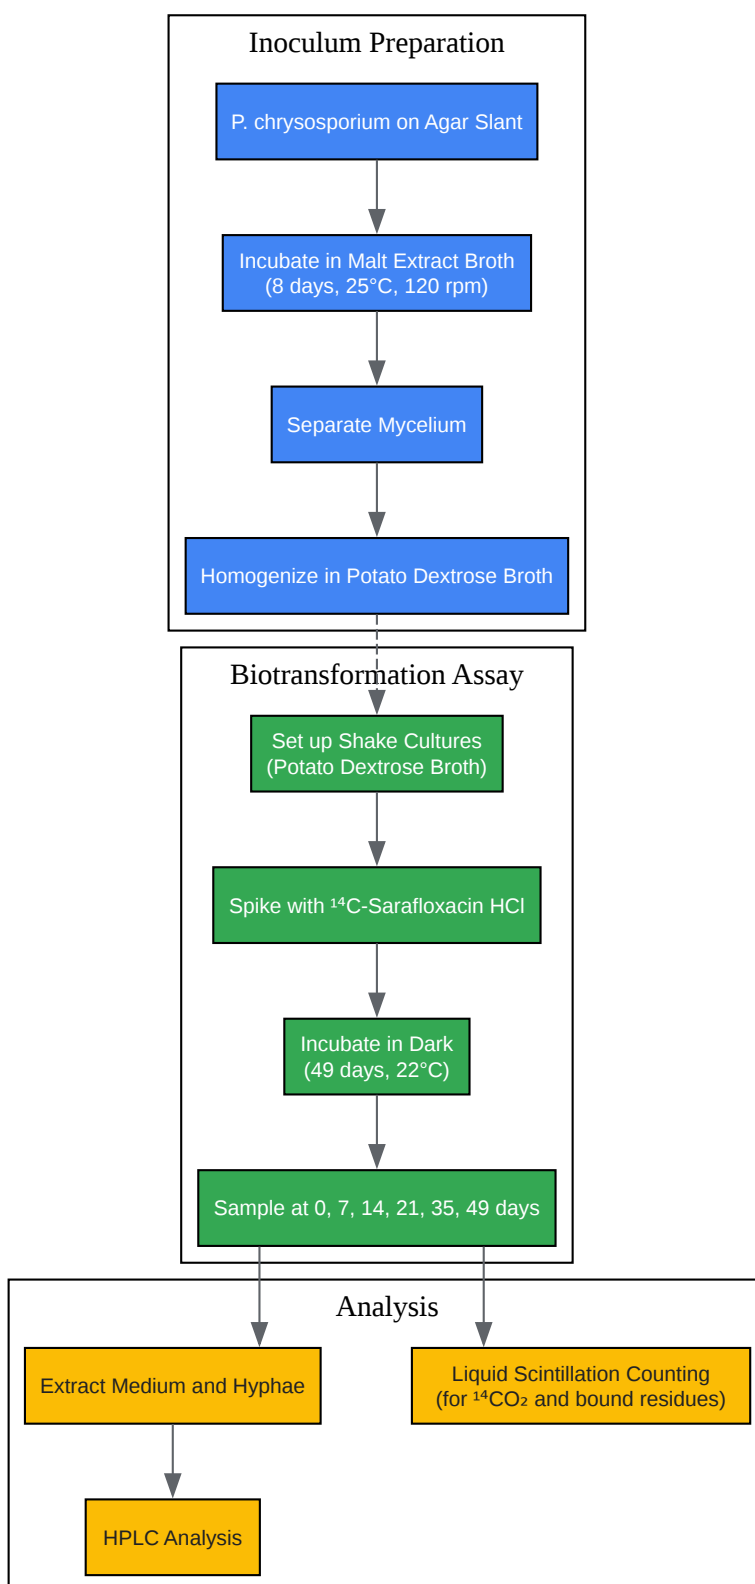 Inoculum Preparation
P. chrysosporium on Agar Slant
Incubate in Malt Extract Broth
(8 days, 25°C, 120 rpm)
Separate Mycelium
Homogenize in Potato Dextrose Broth
Biotransformation Assay
Set up Shake Cultures
(Potato Dextrose Broth)
Spike with ¹⁴C-Sarafloxacin HCl
Incubate in Dark
(49 days, 22°C)
Sample at 0, 7, 14, 21, 35, 49 days
Analysis
Extract Medium and Hyphae
Liquid Scintillation Counting
(for ¹⁴CO₂ and bound residues)
HPLC Analysis